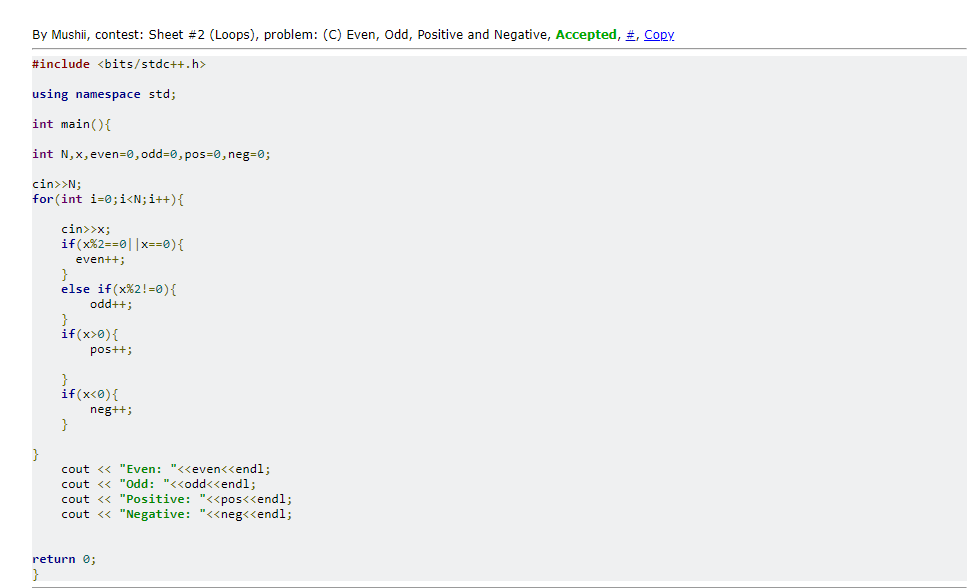 By Mushii, contest: Sheet #2 (Loops), problem: (C) Even, Odd, Positive and Negative, Accepted, #, Copy
#include <bits/stdc++.h>
using namespace std;
int main(){
int N,x,even=0,odd=0,pos=0,neg=0;
cin>>N;
for(int i=0;i<N;i++){
    cin>>x;
    if(x%2==0||x==0){
      even++;
    }
    else if(x%2!=0){
        odd++;
    }
    if(x>0){
        pos++;
    }
    if(x<0){
        neg++;
    }
}
    cout << "Even: "<<even<<endl;
    cout << "Odd: "<<odd<<endl;
    cout << "Positive: "<<pos<<endl;
    cout << "Negative: "<<neg<<endl;
return 0;
}